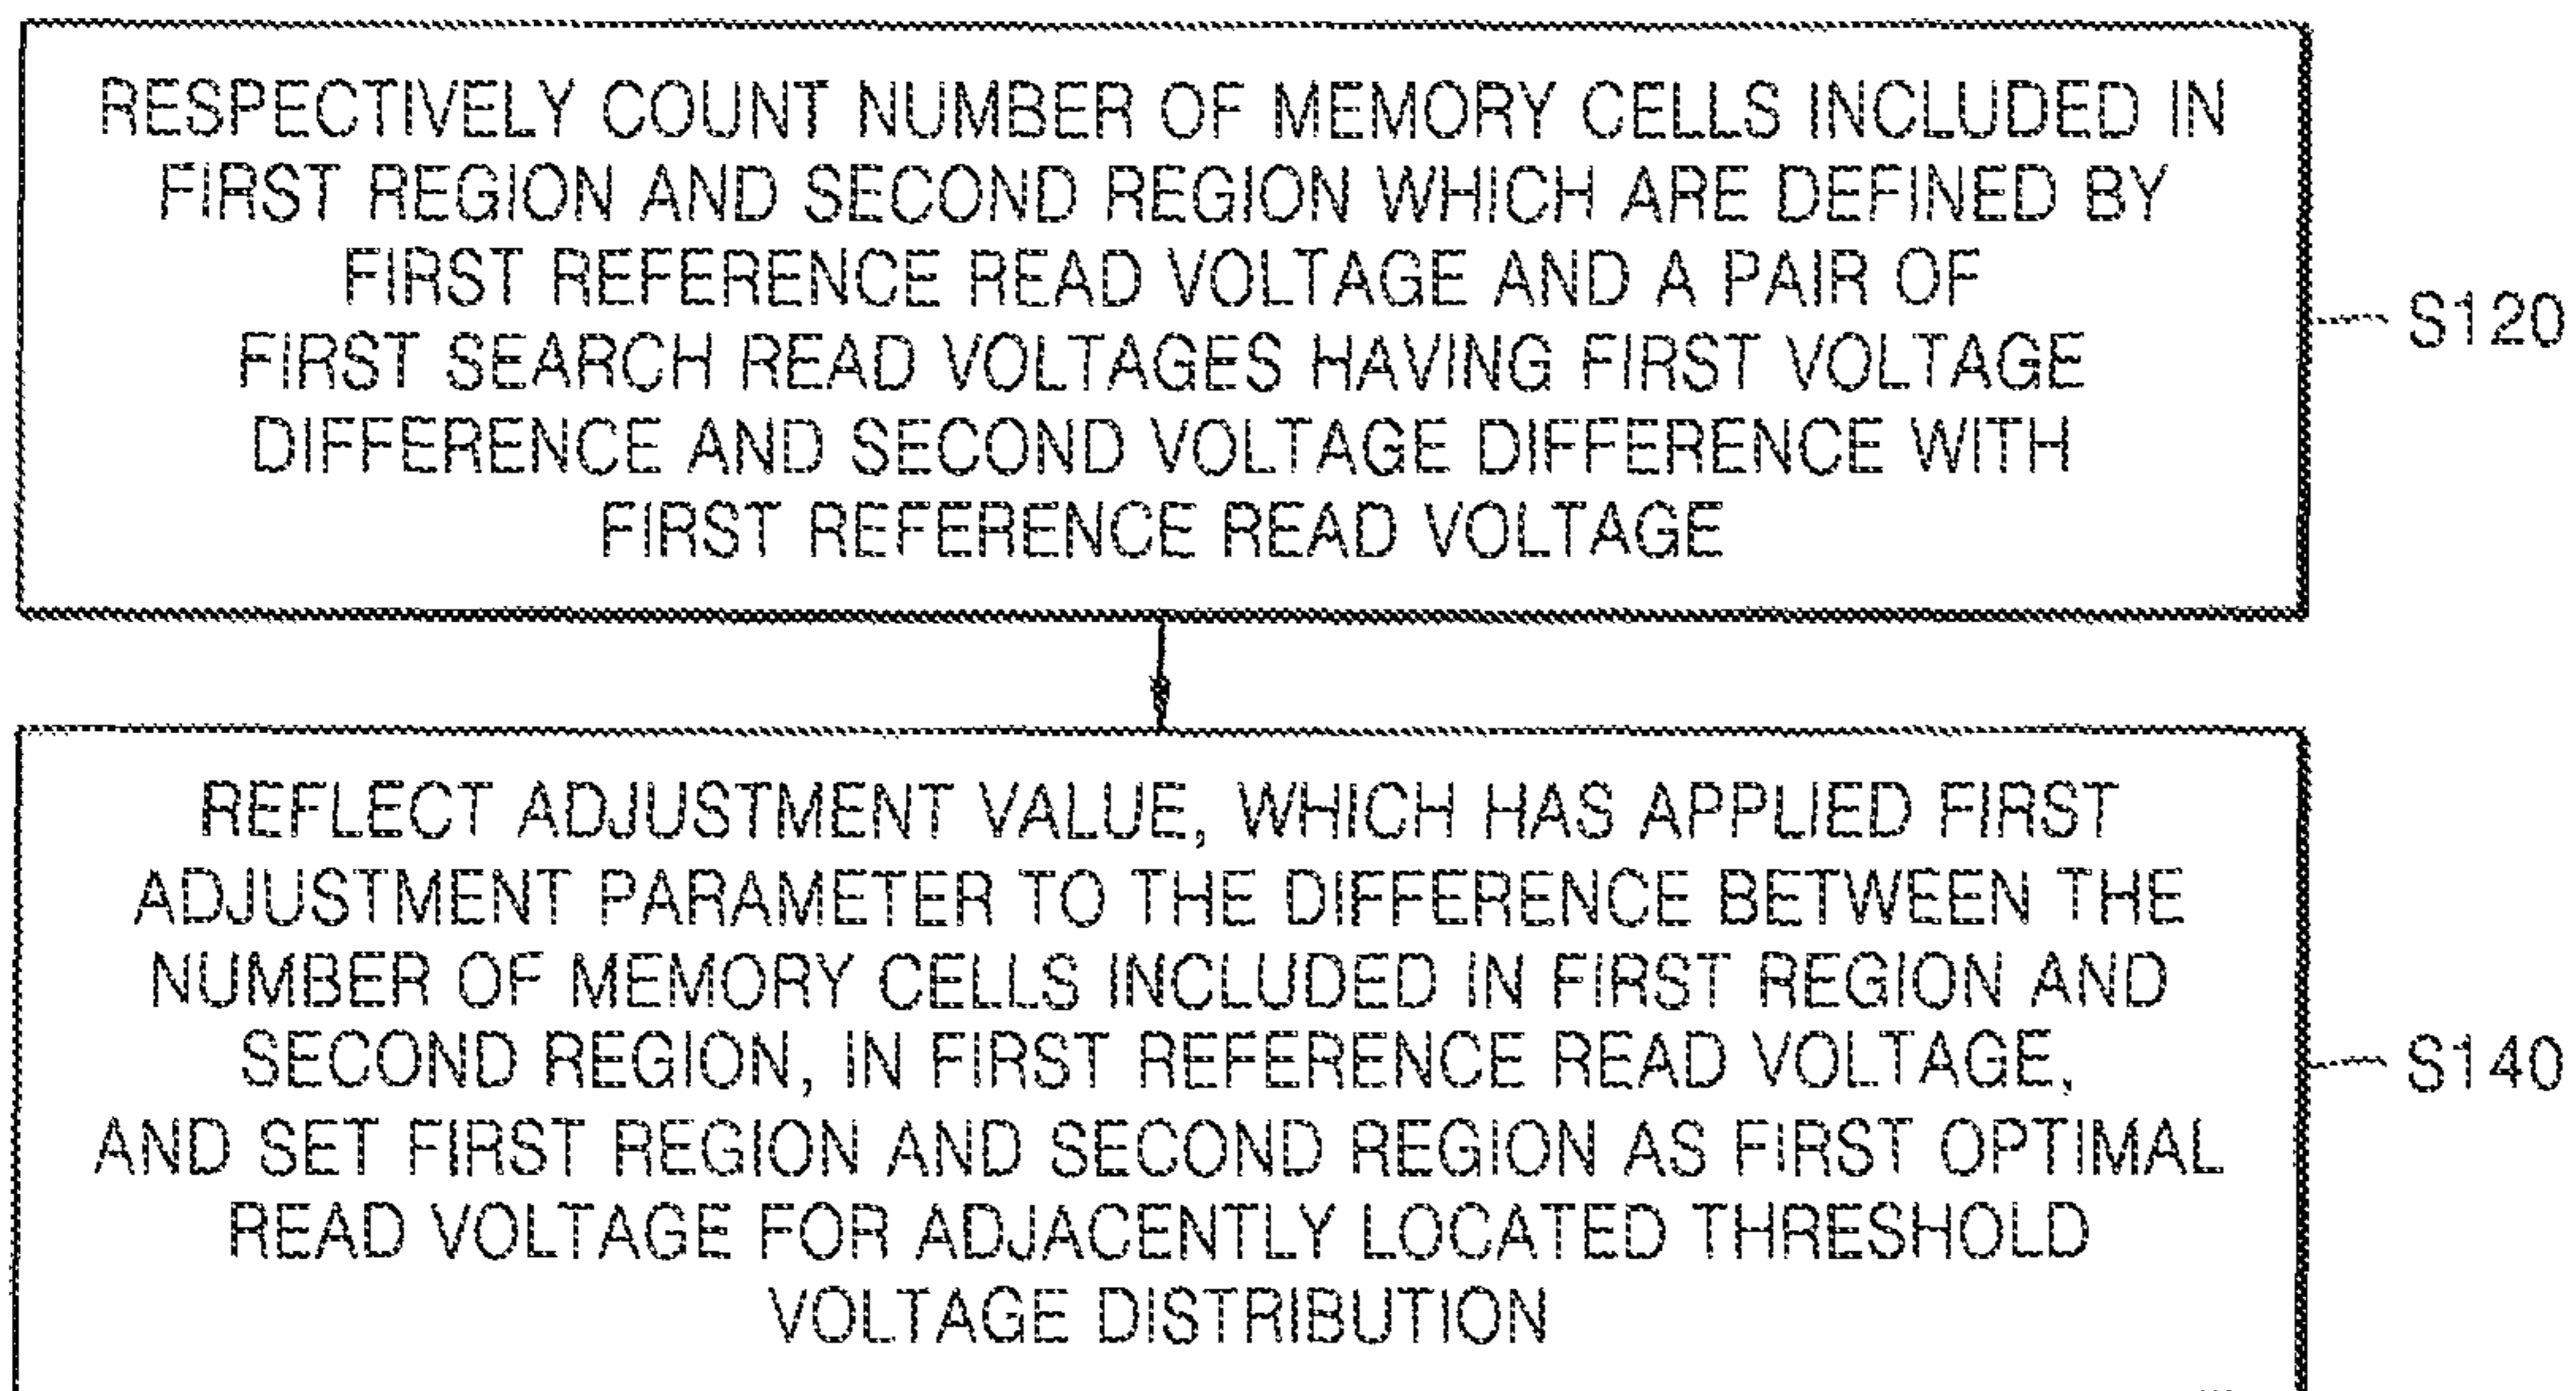 RESPECTIVELY COUNT NUMBER OF MEMORY CELLS INCLUDED IN
FIRST REGION AND SECOND REGION WHICH ARE DEFINED BY
FIRST REFERENCE READ VOLTAGE AND A PAIR OF
FIRST SEARCH READ VOLTAGES HAVING FIRST VOLTAGE
DIFFERENCE AND SECOND VOLTAGE DIFFERENCE WITH
FIRST REFERENCE READ VOLTAGE
S120
REFLECT ADJUSTMENT VALUE, WHICH HAS APPLIED FIRST
ADJUSTMENT PARAMETER TO THE DIFFERENCE BETWEEN THE
NUMBER OF MEMORY CELLS INCLUDED IN FIRST REGION AND
SECOND REGION, IN FIRST REFERENCE READ VOLTAGE,
AND SET FIRST REGION AND SECOND REGION AS FIRST OPTIMAL
READ VOLTAGE FOR ADJACENTLY LOCATED THRESHOLD
VOLTAGE DISTRIBUTION
S140